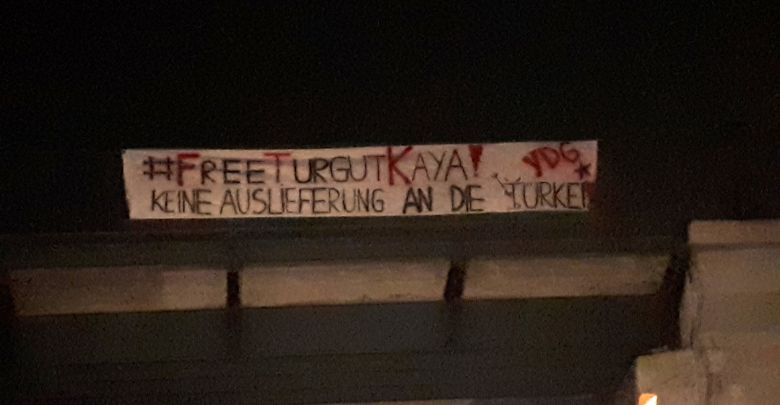 #FREETURGUTKAYA! YDG
KEINE AUSLIEFERUNG AN DIE TÜRKEI